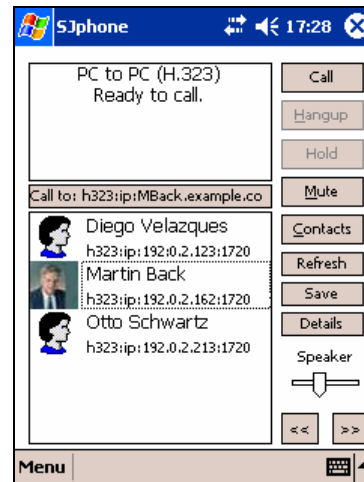 SJphone 17:28
PC to PC (H.323)
Ready to call.
Call
Hangup
Hold
Call to: h323:ip:MBack.example.co
Mute
Diego Velazques
h323:ip:192.0.2.123:1720
Martin Back
h323:ip:192.0.2.162:1720
Otto Schwartz
h323:ip:192.0.2.213:1720
Contacts
Refresh
Save
Details
Speaker
<< >>
Menu